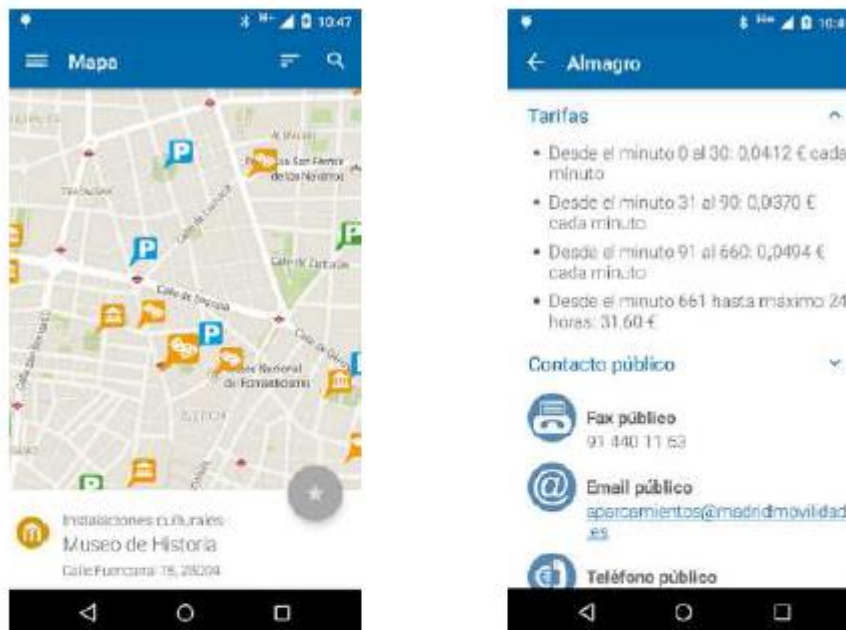 10:47
Mapa
P
P
P
Calle de
Nacional
del Romanticismo
Instalaciones culturales
Museo de Historia
Calle Fuencarral 78, 28004
Almagro
Tarifas
• Desde el minuto 0 al 30: 0,0412 € cada
minuto
• Desde el minuto 31 al 90: 0,0370 €
cada minuto
• Desde el minuto 91 al 660: 0,0494 €
cada minuto
• Desde el minuto 661 hasta máximo 24
horas: 31,60 €
Contacto público
Fax público
91 440 11 63
Email público
aparcamientos@madridmovilidad
.es
Teléfono público